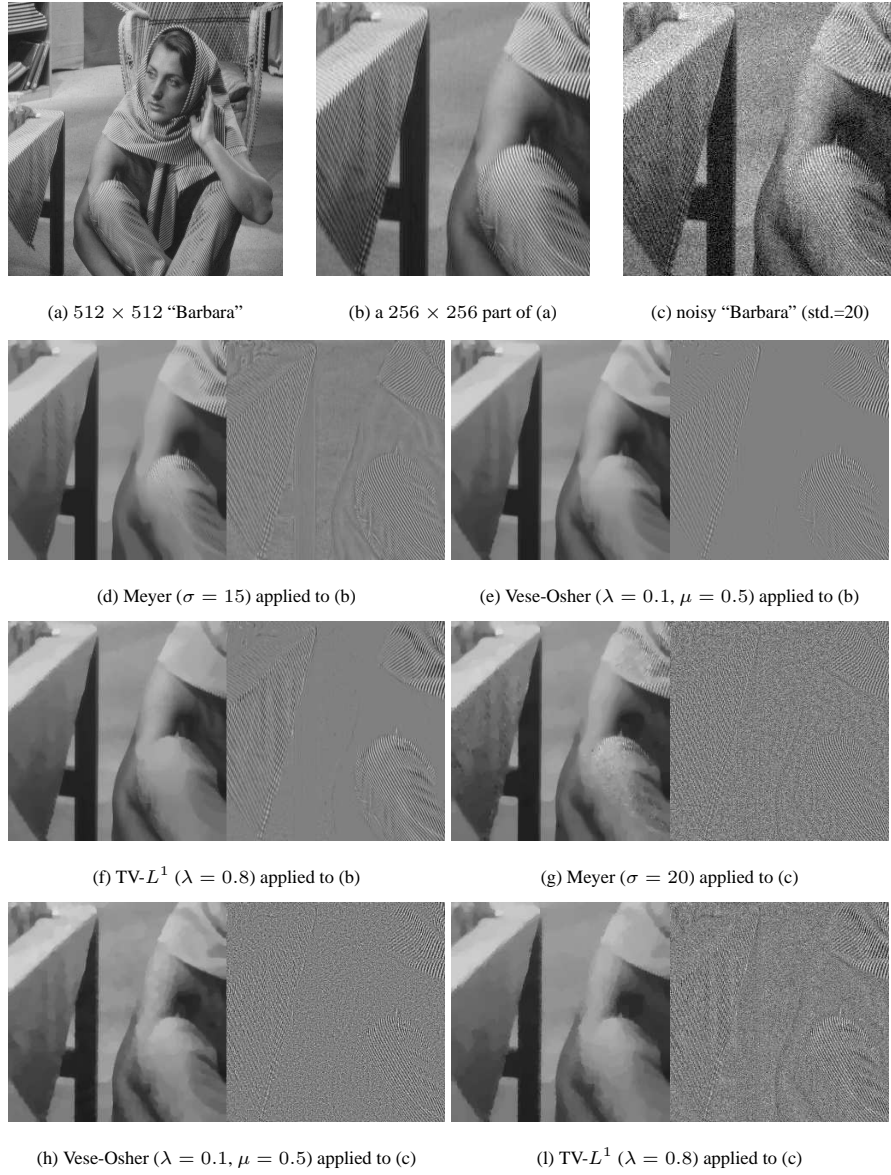 (a) 512 × 512 “Barbara”
(b) a 256 × 256 part of (a)
(c) noisy “Barbara” (std.=20)
(d) Meyer (σ = 15) applied to (b)
(e) Vese-Osher (λ = 0.1, μ = 0.5) applied to (b)
(f) TV-L¹ (λ = 0.8) applied to (b)
(g) Meyer (σ = 20) applied to (c)
(h) Vese-Osher (λ = 0.1, μ = 0.5) applied to (c)
(l) TV-L¹ (λ = 0.8) applied to (c)